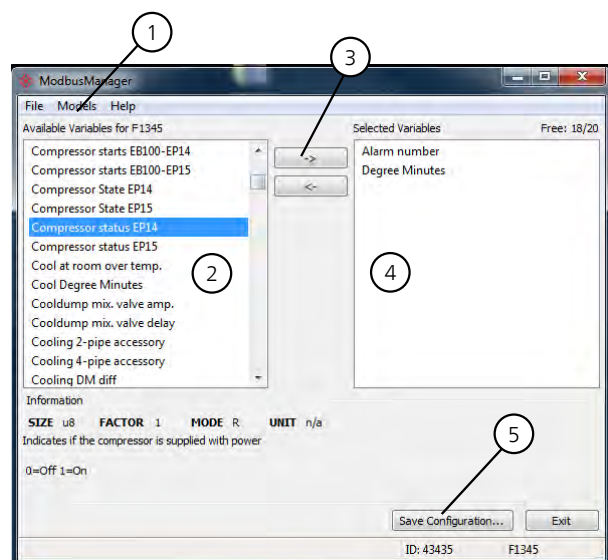 1
3
ModbusManager
File Models Help
Available Variables for F1345
Selected Variables Free: 18/20
Compressor starts EB100-EP14
Compressor starts EB100-EP15
Compressor State EP14
Compressor State EP15
Compressor status EP14
Compressor status EP15
Cool at room over temp.
Cool Degree Minutes
Cooldump mix. valve amp.
Cooldump mix. valve delay
Cooling 2-pipe accessory
Cooling 4-pipe accessory
Cooling DM diff
2
->
<-
Alarm number
Degree Minutes
4
Information
SIZE u8 FACTOR 1 MODE R UNIT n/a
Indicates if the compressor is supplied with power
0=Off 1=On
5
Save Configuration... Exit
ID: 43435 F1345